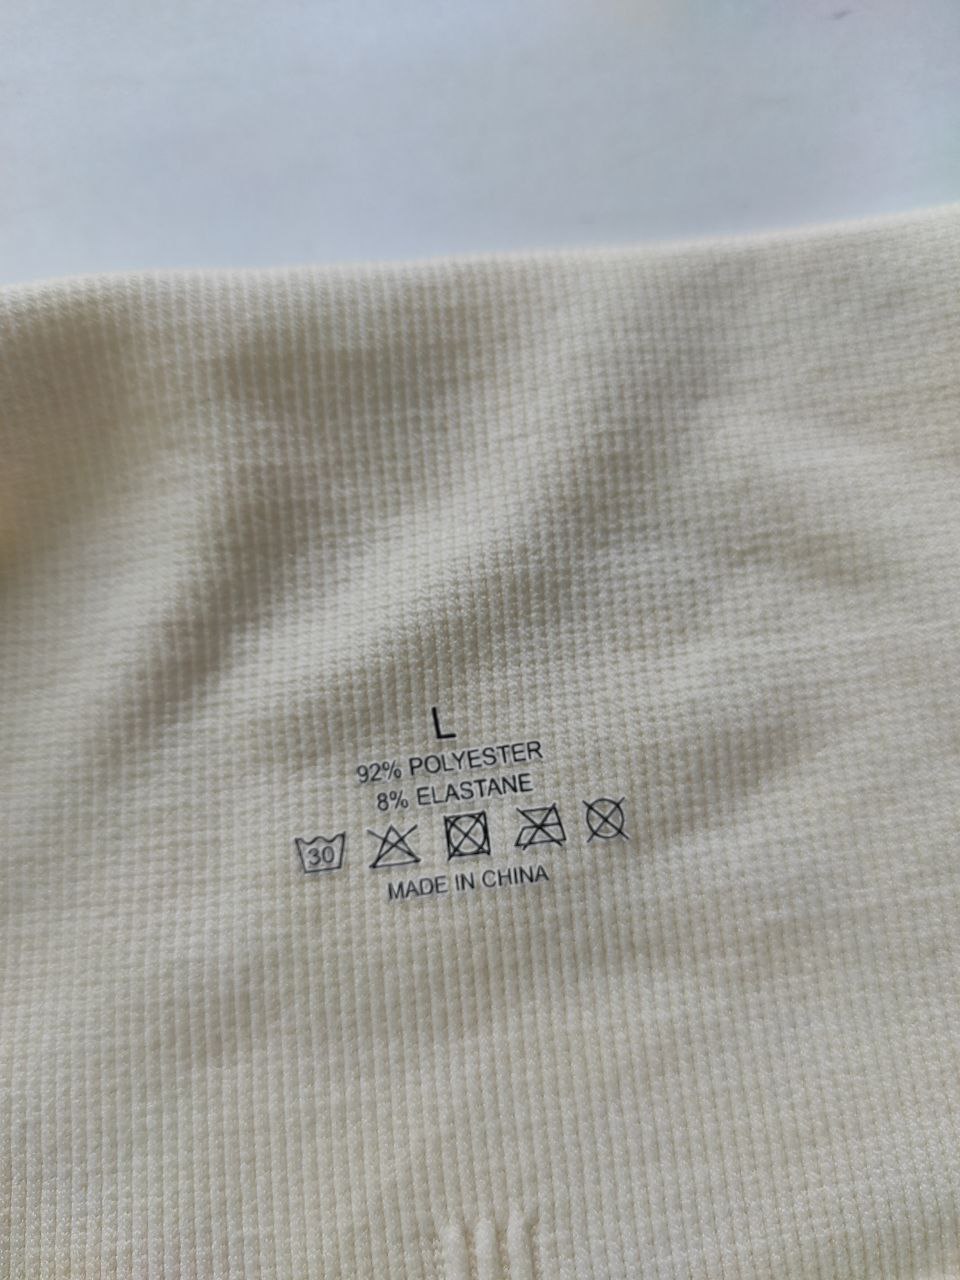 L
92% POLYESTER
8% ELASTANE
30
MADE IN CHINA